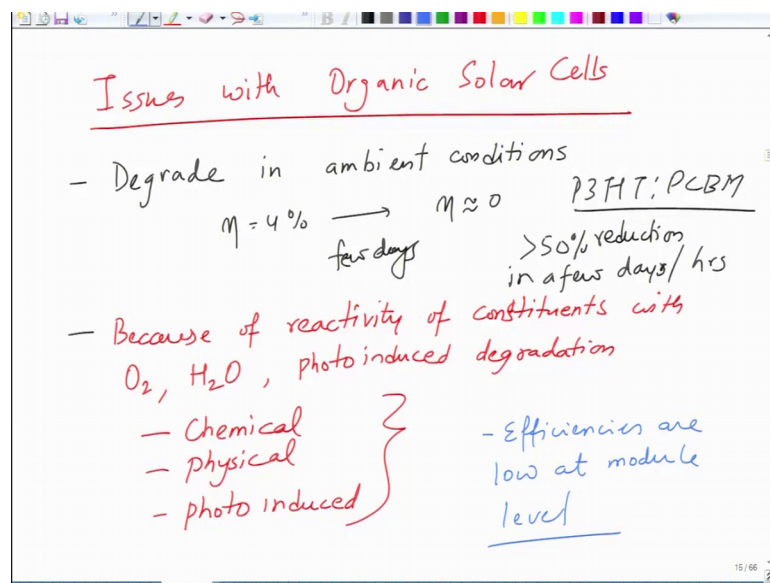 Issues with Organic Solar Cells
- Degrade in ambient conditions
η = 4% → η ≈ 0
few days
P3HT:PCBM
>50% reduction
in a few days/hrs
- Because of reactivity of constituents with
O₂, H₂O, photoinduced degradation
- Chemical
- Physical
- photo induced
- Efficiencies are
low at module
level
15 / 66